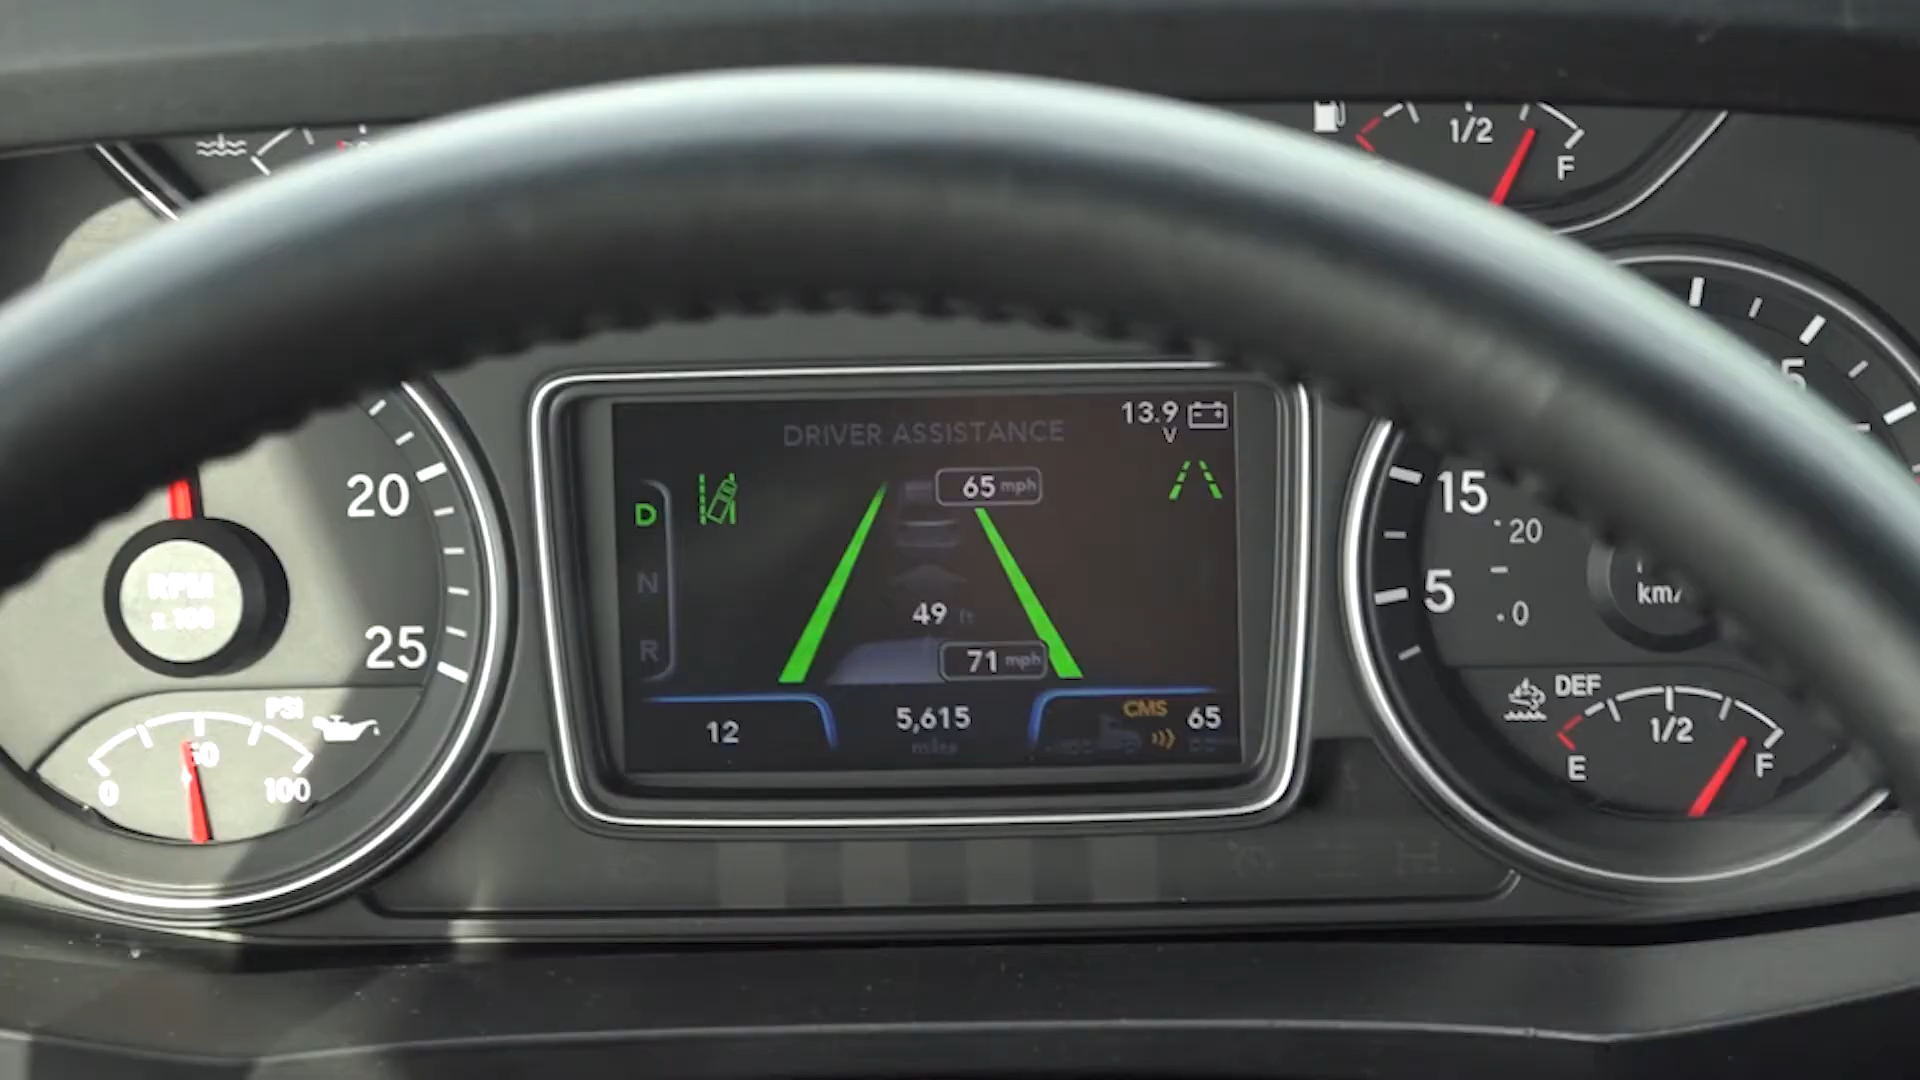 1/2
F
20
25
RPM
x 100
PSI
0
50
100
DRIVER ASSISTANCE
13.9
V
65 mph
D
N
R
49 ft
71 mph
12
5,615
miles
CMS
65
15
5
20
0
km/
DEF
1/2
E
F